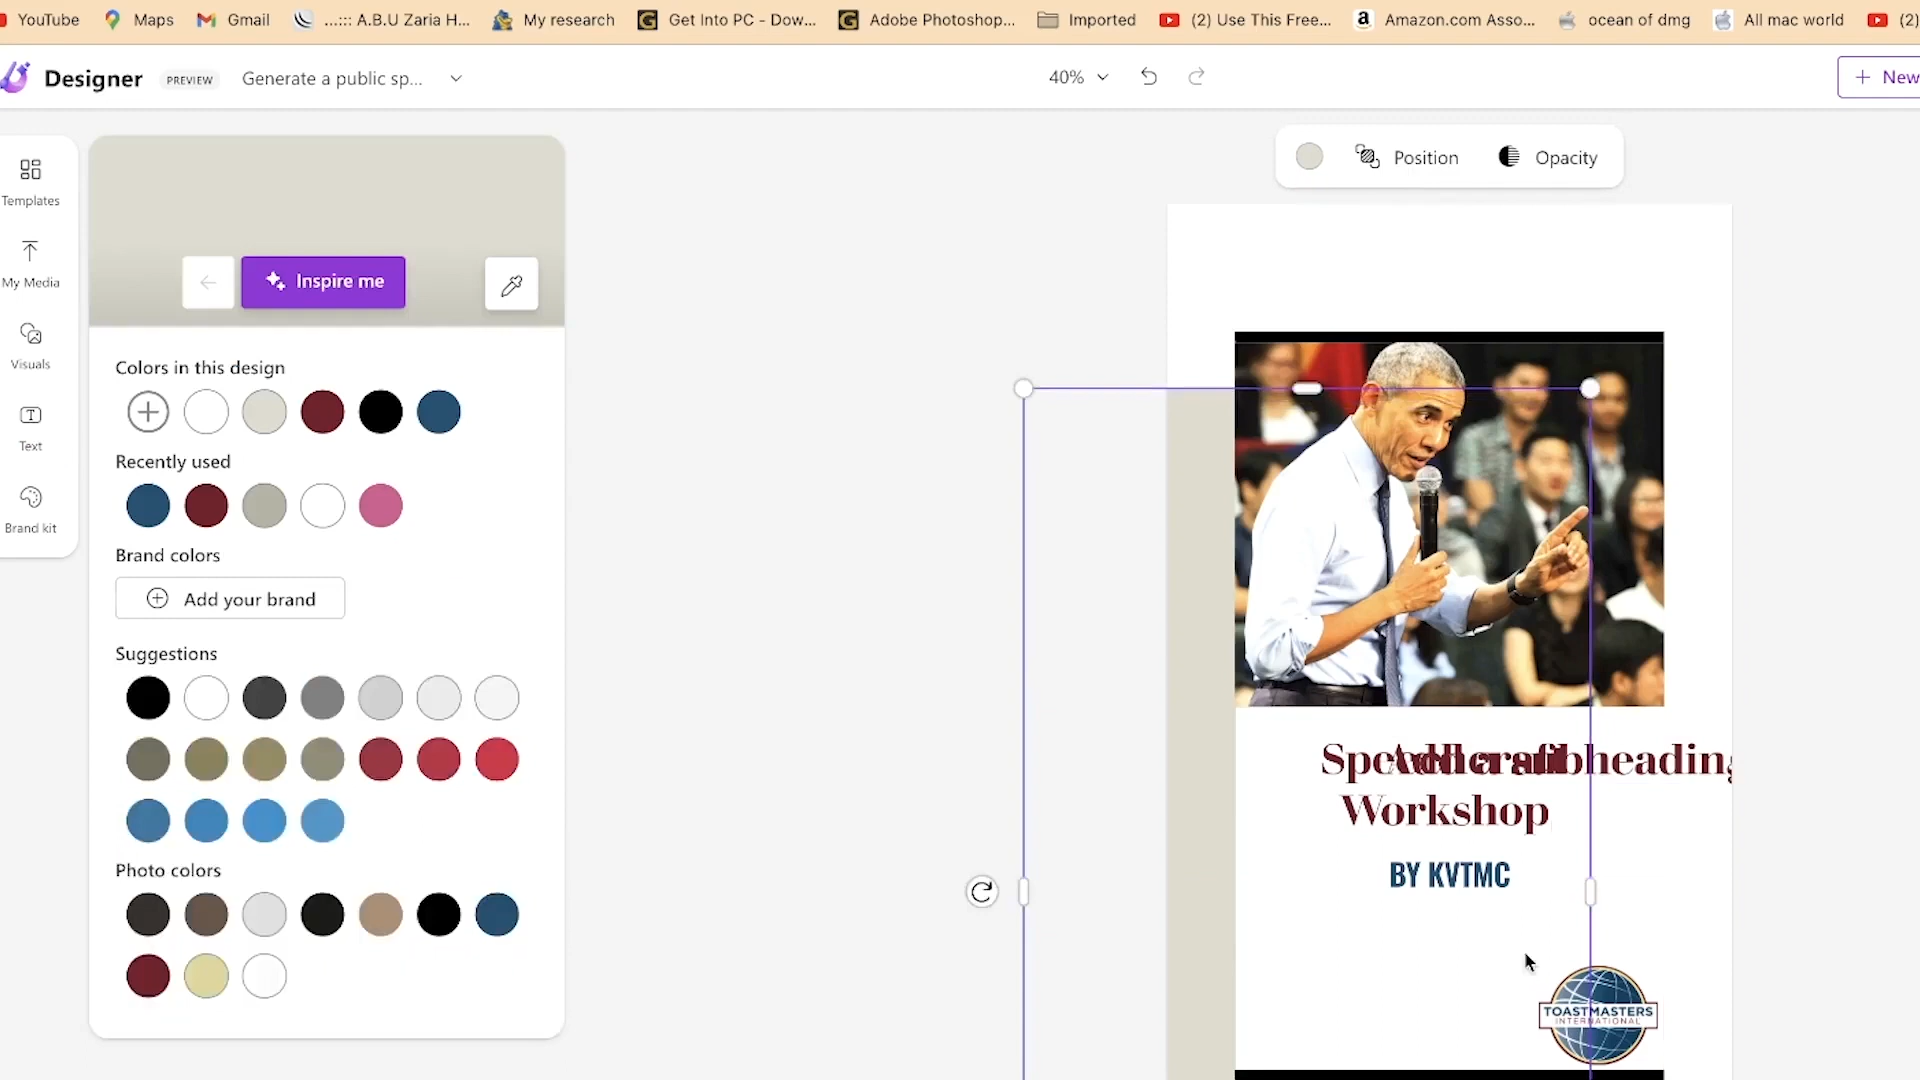 YouTube
Maps
Gmail
...::: A.B.U Zaria H...
My research
Get Into PC - Dow...
Adobe Photoshop...
Imported
(2) Use This Free...
Amazon.com Asso...
ocean of dmg
All mac world
(2)
Designer
PREVIEW
Generate a public sp...
40%
New
Templates
My Media
Visuals
Text
Brand kit
Inspire me
Colors in this design
Recently used
Brand colors
Add your brand
Suggestions
Photo colors
Position
Opacity
Workshop
BY KVTMC
TOASTMASTERS
INTERNATIONAL